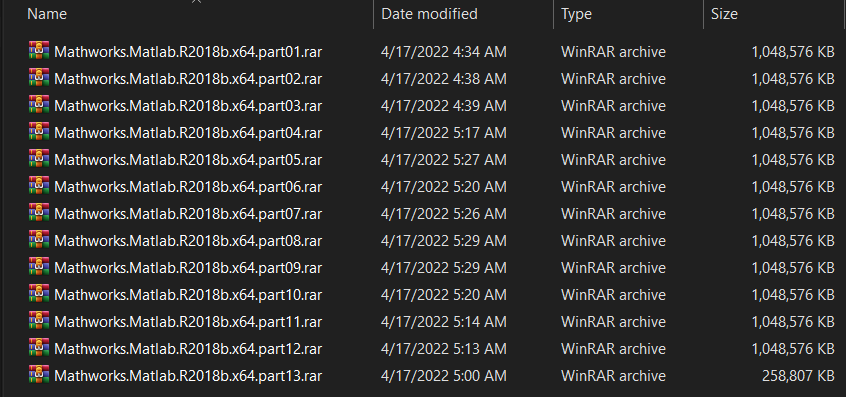 Name Date modified Type Size
Mathworks.Matlab.R2018b.x64.part01.rar 4/17/2022 4:34 AM WinRAR archive 1,048,576 KB
Mathworks.Matlab.R2018b.x64.part02.rar 4/17/2022 4:38 AM WinRAR archive 1,048,576 KB
Mathworks.Matlab.R2018b.x64.part03.rar 4/17/2022 4:39 AM WinRAR archive 1,048,576 KB
Mathworks.Matlab.R2018b.x64.part04.rar 4/17/2022 5:17 AM WinRAR archive 1,048,576 KB
Mathworks.Matlab.R2018b.x64.part05.rar 4/17/2022 5:27 AM WinRAR archive 1,048,576 KB
Mathworks.Matlab.R2018b.x64.part06.rar 4/17/2022 5:20 AM WinRAR archive 1,048,576 KB
Mathworks.Matlab.R2018b.x64.part07.rar 4/17/2022 5:26 AM WinRAR archive 1,048,576 KB
Mathworks.Matlab.R2018b.x64.part08.rar 4/17/2022 5:29 AM WinRAR archive 1,048,576 KB
Mathworks.Matlab.R2018b.x64.part09.rar 4/17/2022 5:29 AM WinRAR archive 1,048,576 KB
Mathworks.Matlab.R2018b.x64.part10.rar 4/17/2022 5:20 AM WinRAR archive 1,048,576 KB
Mathworks.Matlab.R2018b.x64.part11.rar 4/17/2022 5:14 AM WinRAR archive 1,048,576 KB
Mathworks.Matlab.R2018b.x64.part12.rar 4/17/2022 5:13 AM WinRAR archive 1,048,576 KB
Mathworks.Matlab.R2018b.x64.part13.rar 4/17/2022 5:00 AM WinRAR archive 258,807 KB